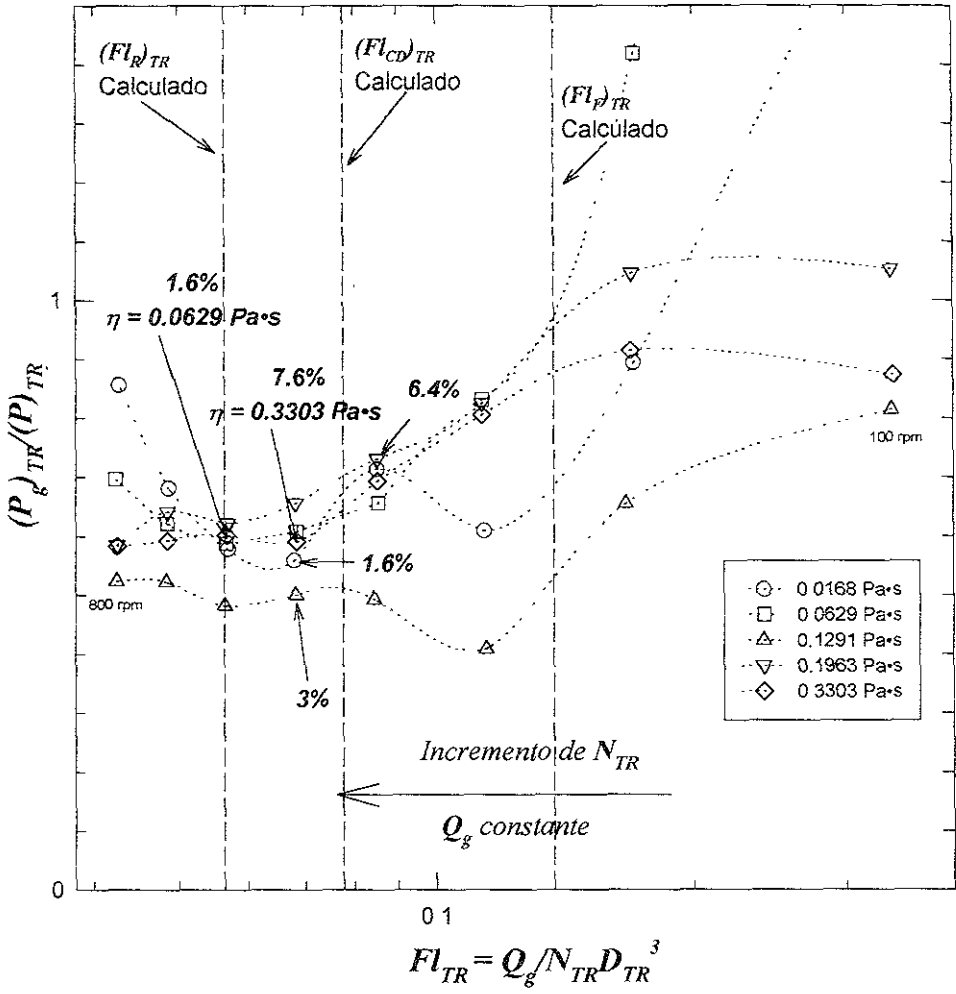 (Fl_R)_TR
Calculado
(Fl_CD)_TR
Calculado
(Fl_F)_TR
Calculado
1.6%
η = 0.0629 Pa•s
7.6%
η = 0.3303 Pa•s
6.4%
1.6%
3%
800 rpm
100 rpm
0 0168 Pa•s
0 0629 Pa•s
0.1291 Pa•s
0.1963 Pa•s
0 3303 Pa•s
Incremento de N_TR
Q_g constante
1
0
(P_g)_TR/(P)_TR
0 1
Fl_TR = Q_g/N_TR D_TR^3